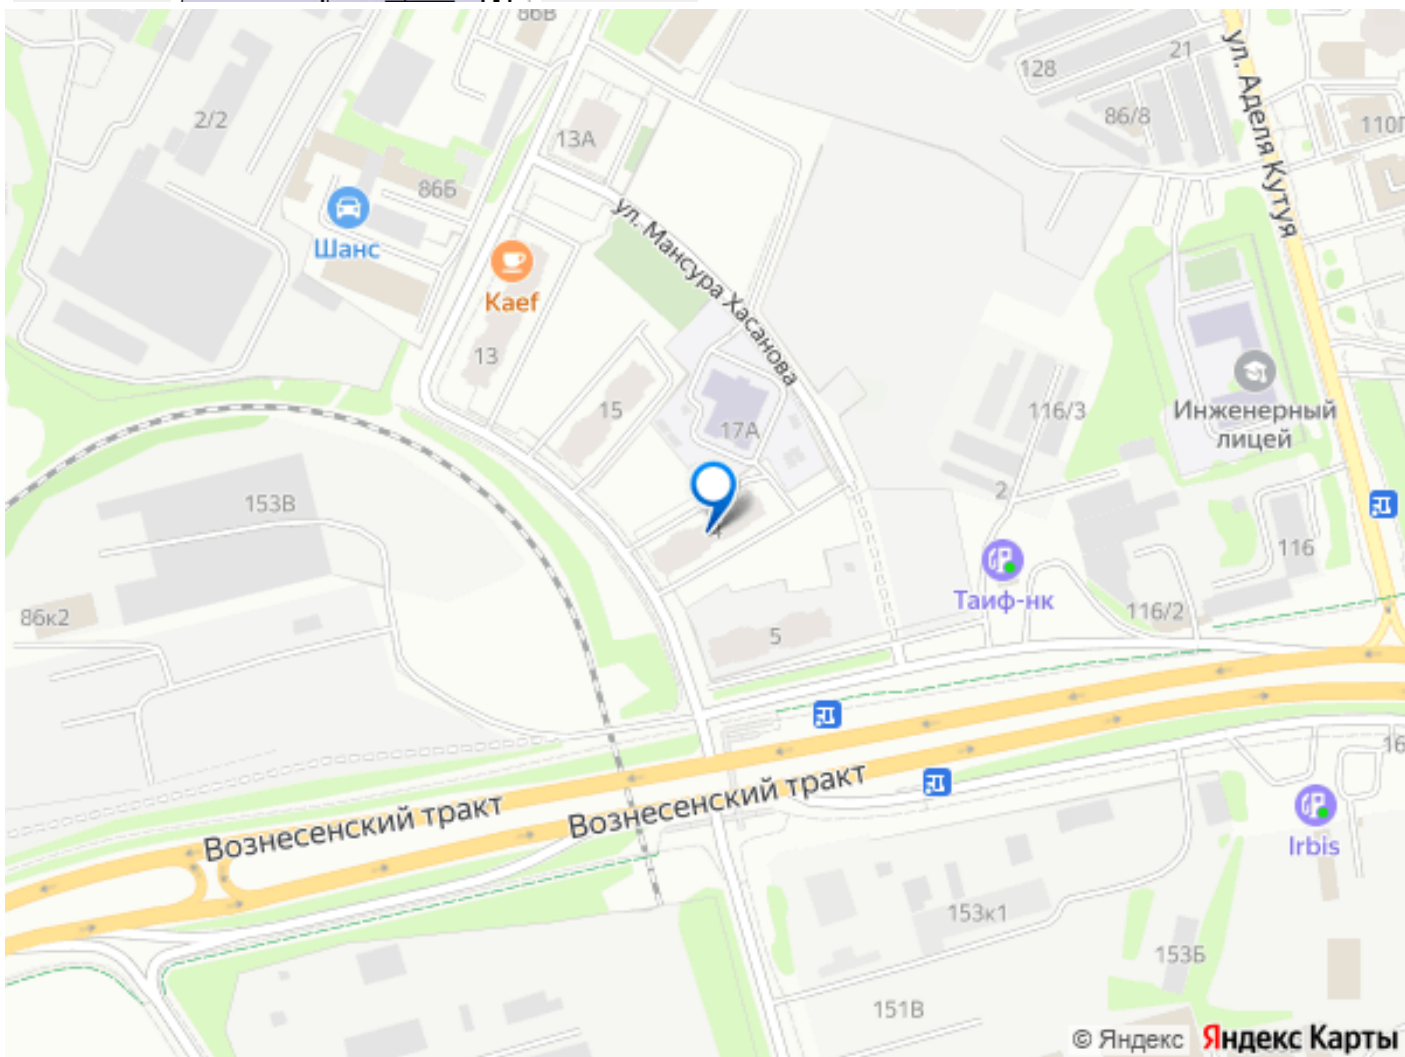 86В
ул. Аделя Кутуя
21
128
86/8
110Г
2/2
13А
86Б
ул. Мансура Хасанова
Шанс
Kaef
13
15
17А
116/3
Инженерный
лицей
2
153В
116
Таиф-нк
86к2
116/2
5
16
Вознесенский тракт
Вознесенский тракт
Irbis
153к1
153Б
151В
© Яндекс Яндекс Карты